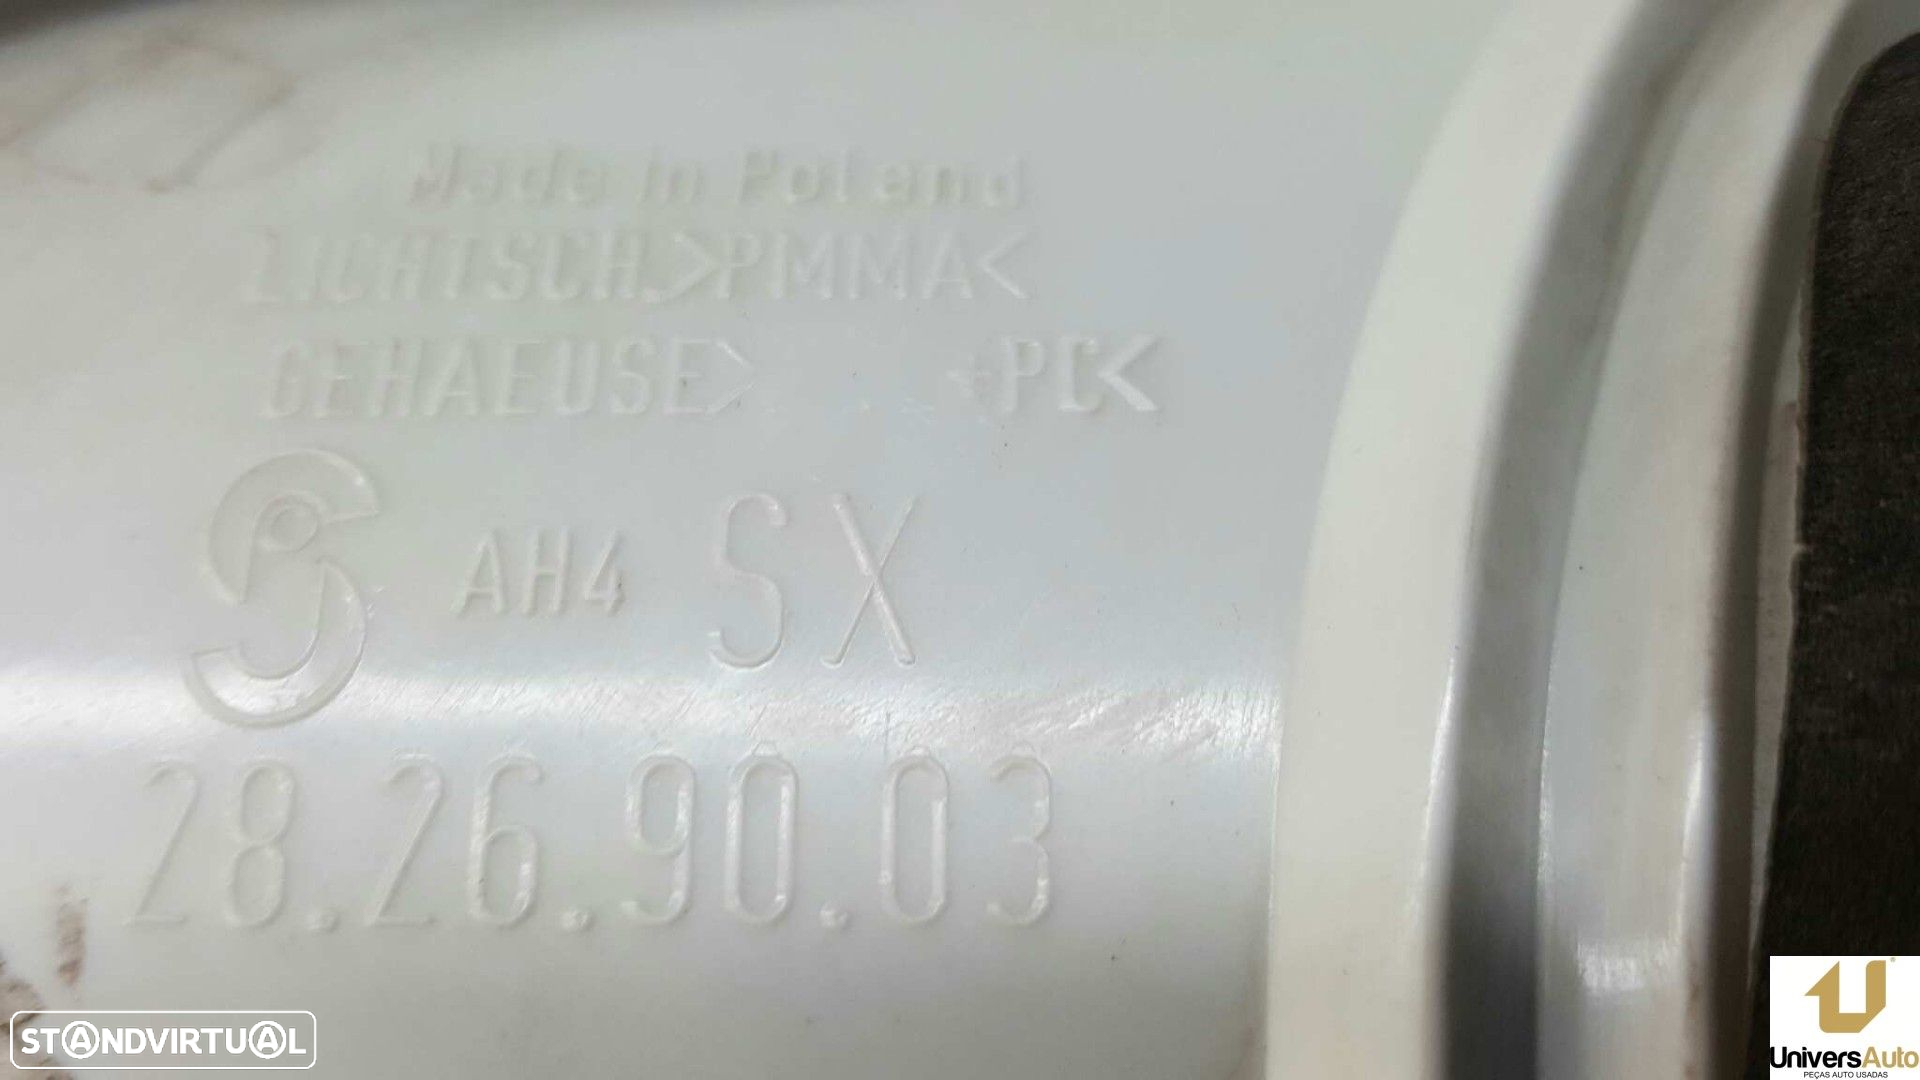 Made in Poland
LICHTSCH.>PMMA<
GEHAEUSE> +PC<
AH4 SX
28.26.90.03
STANDVIRTUAL
UniversAuto
PEÇAS AUTO USADAS